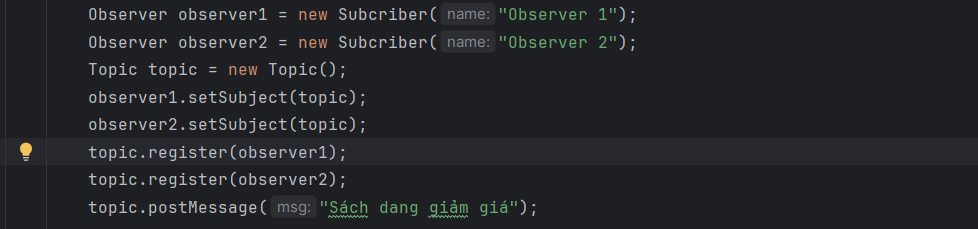 Observer observer1 = new Subcriber( name: "Observer 1");
Observer observer2 = new Subcriber( name: "Observer 2");
Topic topic = new Topic();
observer1.setSubject(topic);
observer2.setSubject(topic);
topic.register(observer1);
topic.register(observer2);
topic.postMessage( msg: "Sách dang giảm giá");